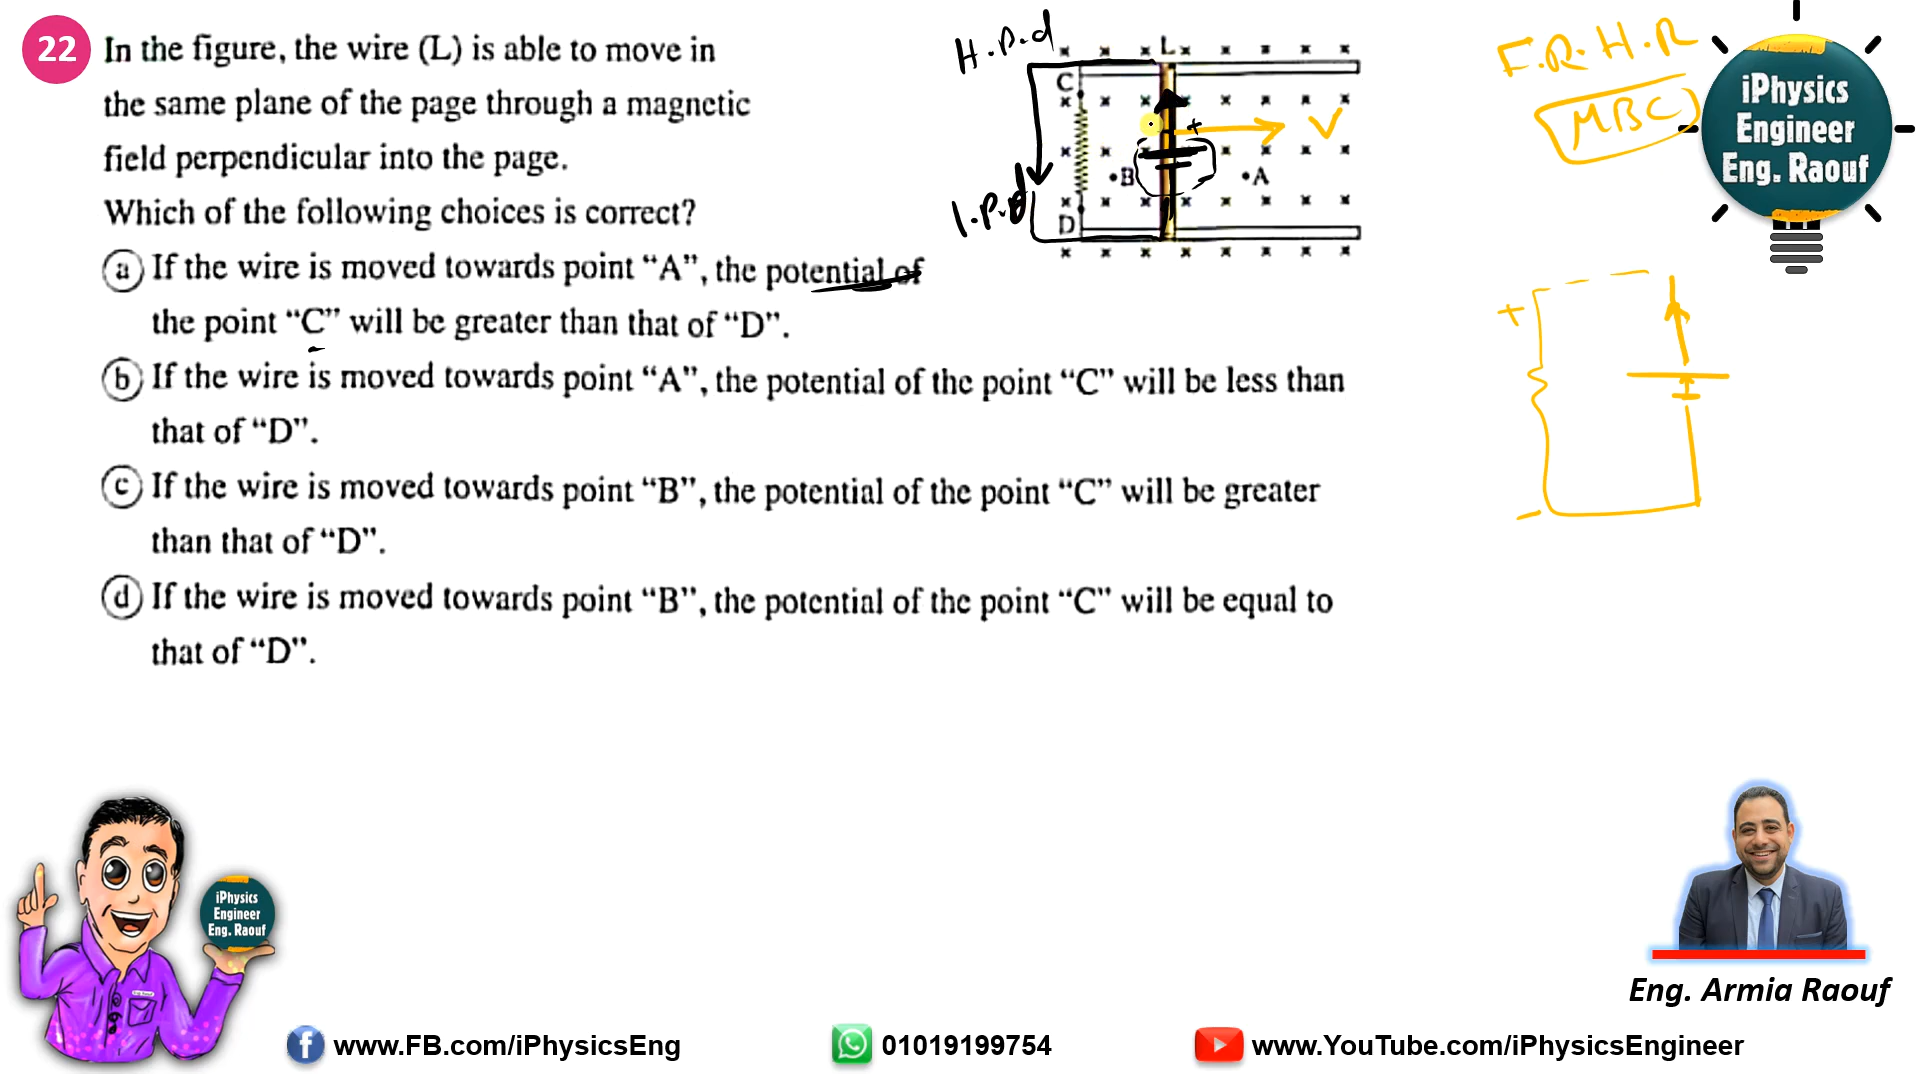 22 In the figure, the wire (L) is able to move in
the same plane of the page through a magnetic
field perpendicular into the page.
Which of the following choices is correct?
a If the wire is moved towards point “A”, the potential of
the point “C” will be greater than that of “D”.
b If the wire is moved towards point “A”, the potential of the point “C” will be less than
that of “D”.
c If the wire is moved towards point “B”, the potential of the point “C” will be greater
than that of “D”.
d If the wire is moved towards point “B”, the potential of the point “C” will be equal to
that of “D”.
H.P.d
L
C
+
V
•B
•A
D
F.R.H.R
MBC
iPhysics
Engineer
Eng. Raouf
+
−
iPhysics
Engineer
Eng. Raouf
Eng. Armia Raouf
www.FB.com/iPhysicsEng
01019199754
www.YouTube.com/iPhysicsEngineer